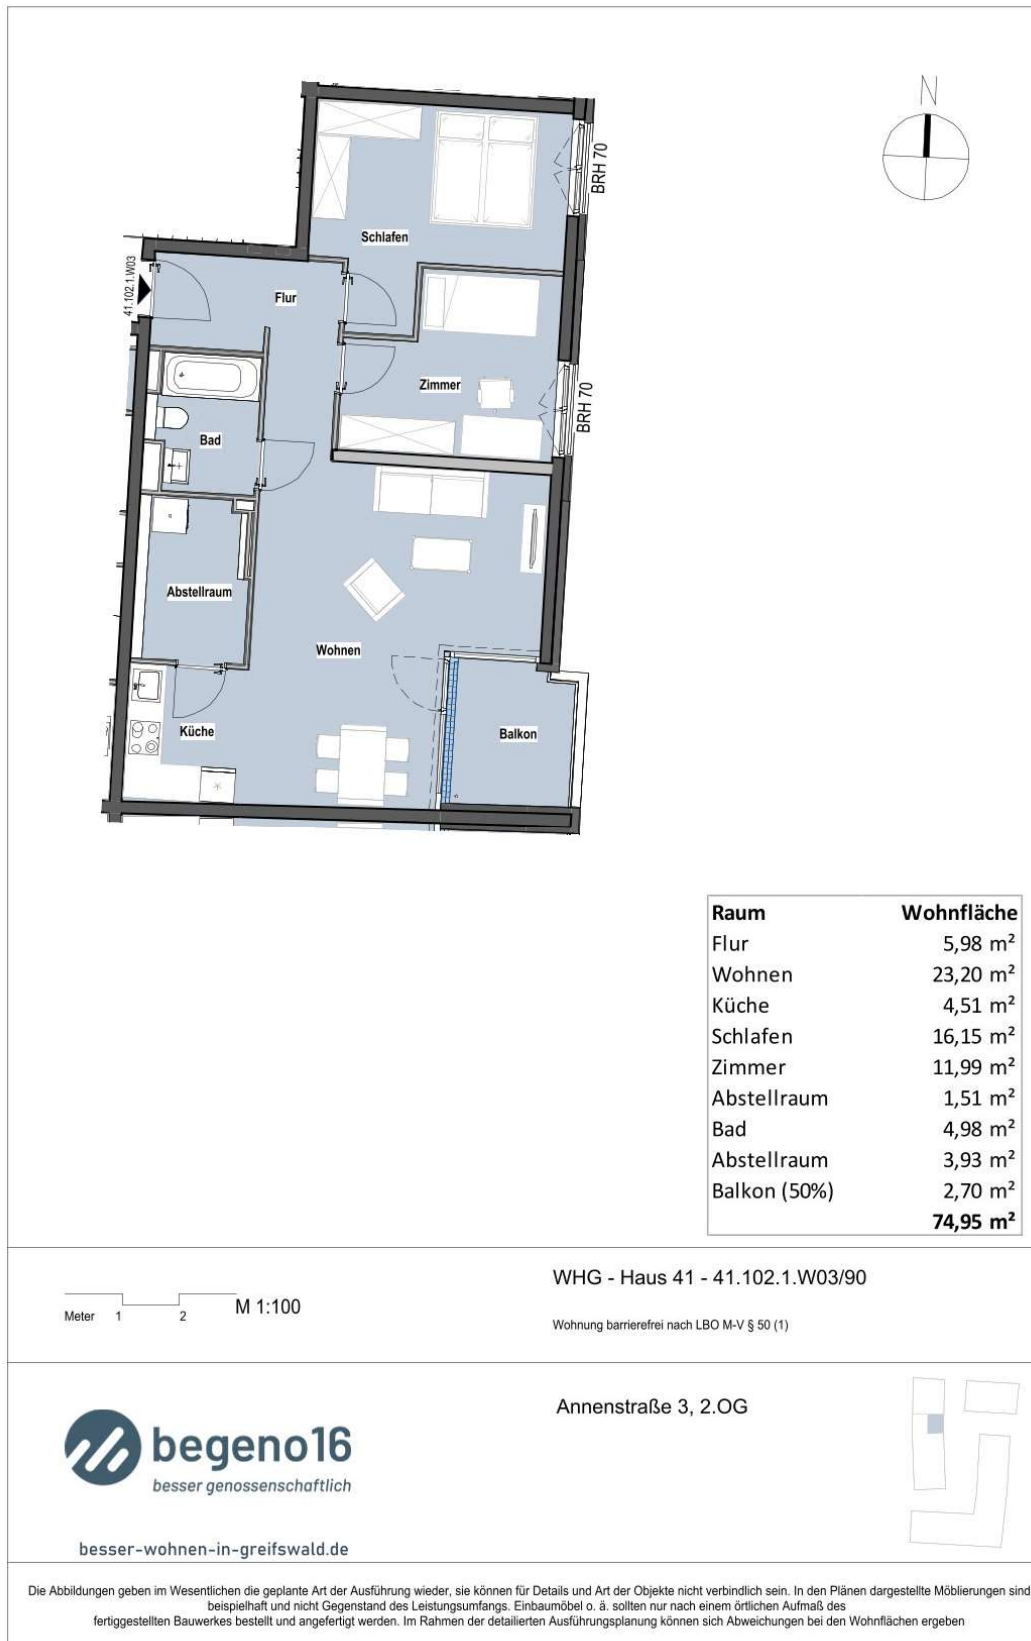 N
BRH 70
Schlafen
41.102.1.W03
Flur
Zimmer
BRH 70
Bad
Abstellraum
Wohnen
Küche
Balkon
Raum Wohnfläche
Flur 5,98 m²
Wohnen 23,20 m²
Küche 4,51 m²
Schlafen 16,15 m²
Zimmer 11,99 m²
Abstellraum 1,51 m²
Bad 4,98 m²
Abstellraum 3,93 m²
Balkon (50%) 2,70 m²
74,95 m²
Meter 1 2 M 1:100
WHG - Haus 41 - 41.102.1.W03/90
Wohnung barrierefrei nach LBO M-V § 50 (1)
begeno16
besser genossenschaftlich
besser-wohnen-in-greifswald.de
Annenstraße 3, 2.OG
Die Abbildungen geben im Wesentlichen die geplante Art der Ausführung wieder, sie können für Details und Art der Objekte nicht verbindlich sein. In den Plänen dargestellte Möblierungen sind
beispielhaft und nicht Gegenstand des Leistungsumfangs. Einbaumöbel o. ä. sollten nur nach einem örtlichen Aufmaß des
fertiggestellten Bauwerkes bestellt und angefertigt werden. Im Rahmen der detailierten Ausführungsplanung können sich Abweichungen bei den Wohnflächen ergeben